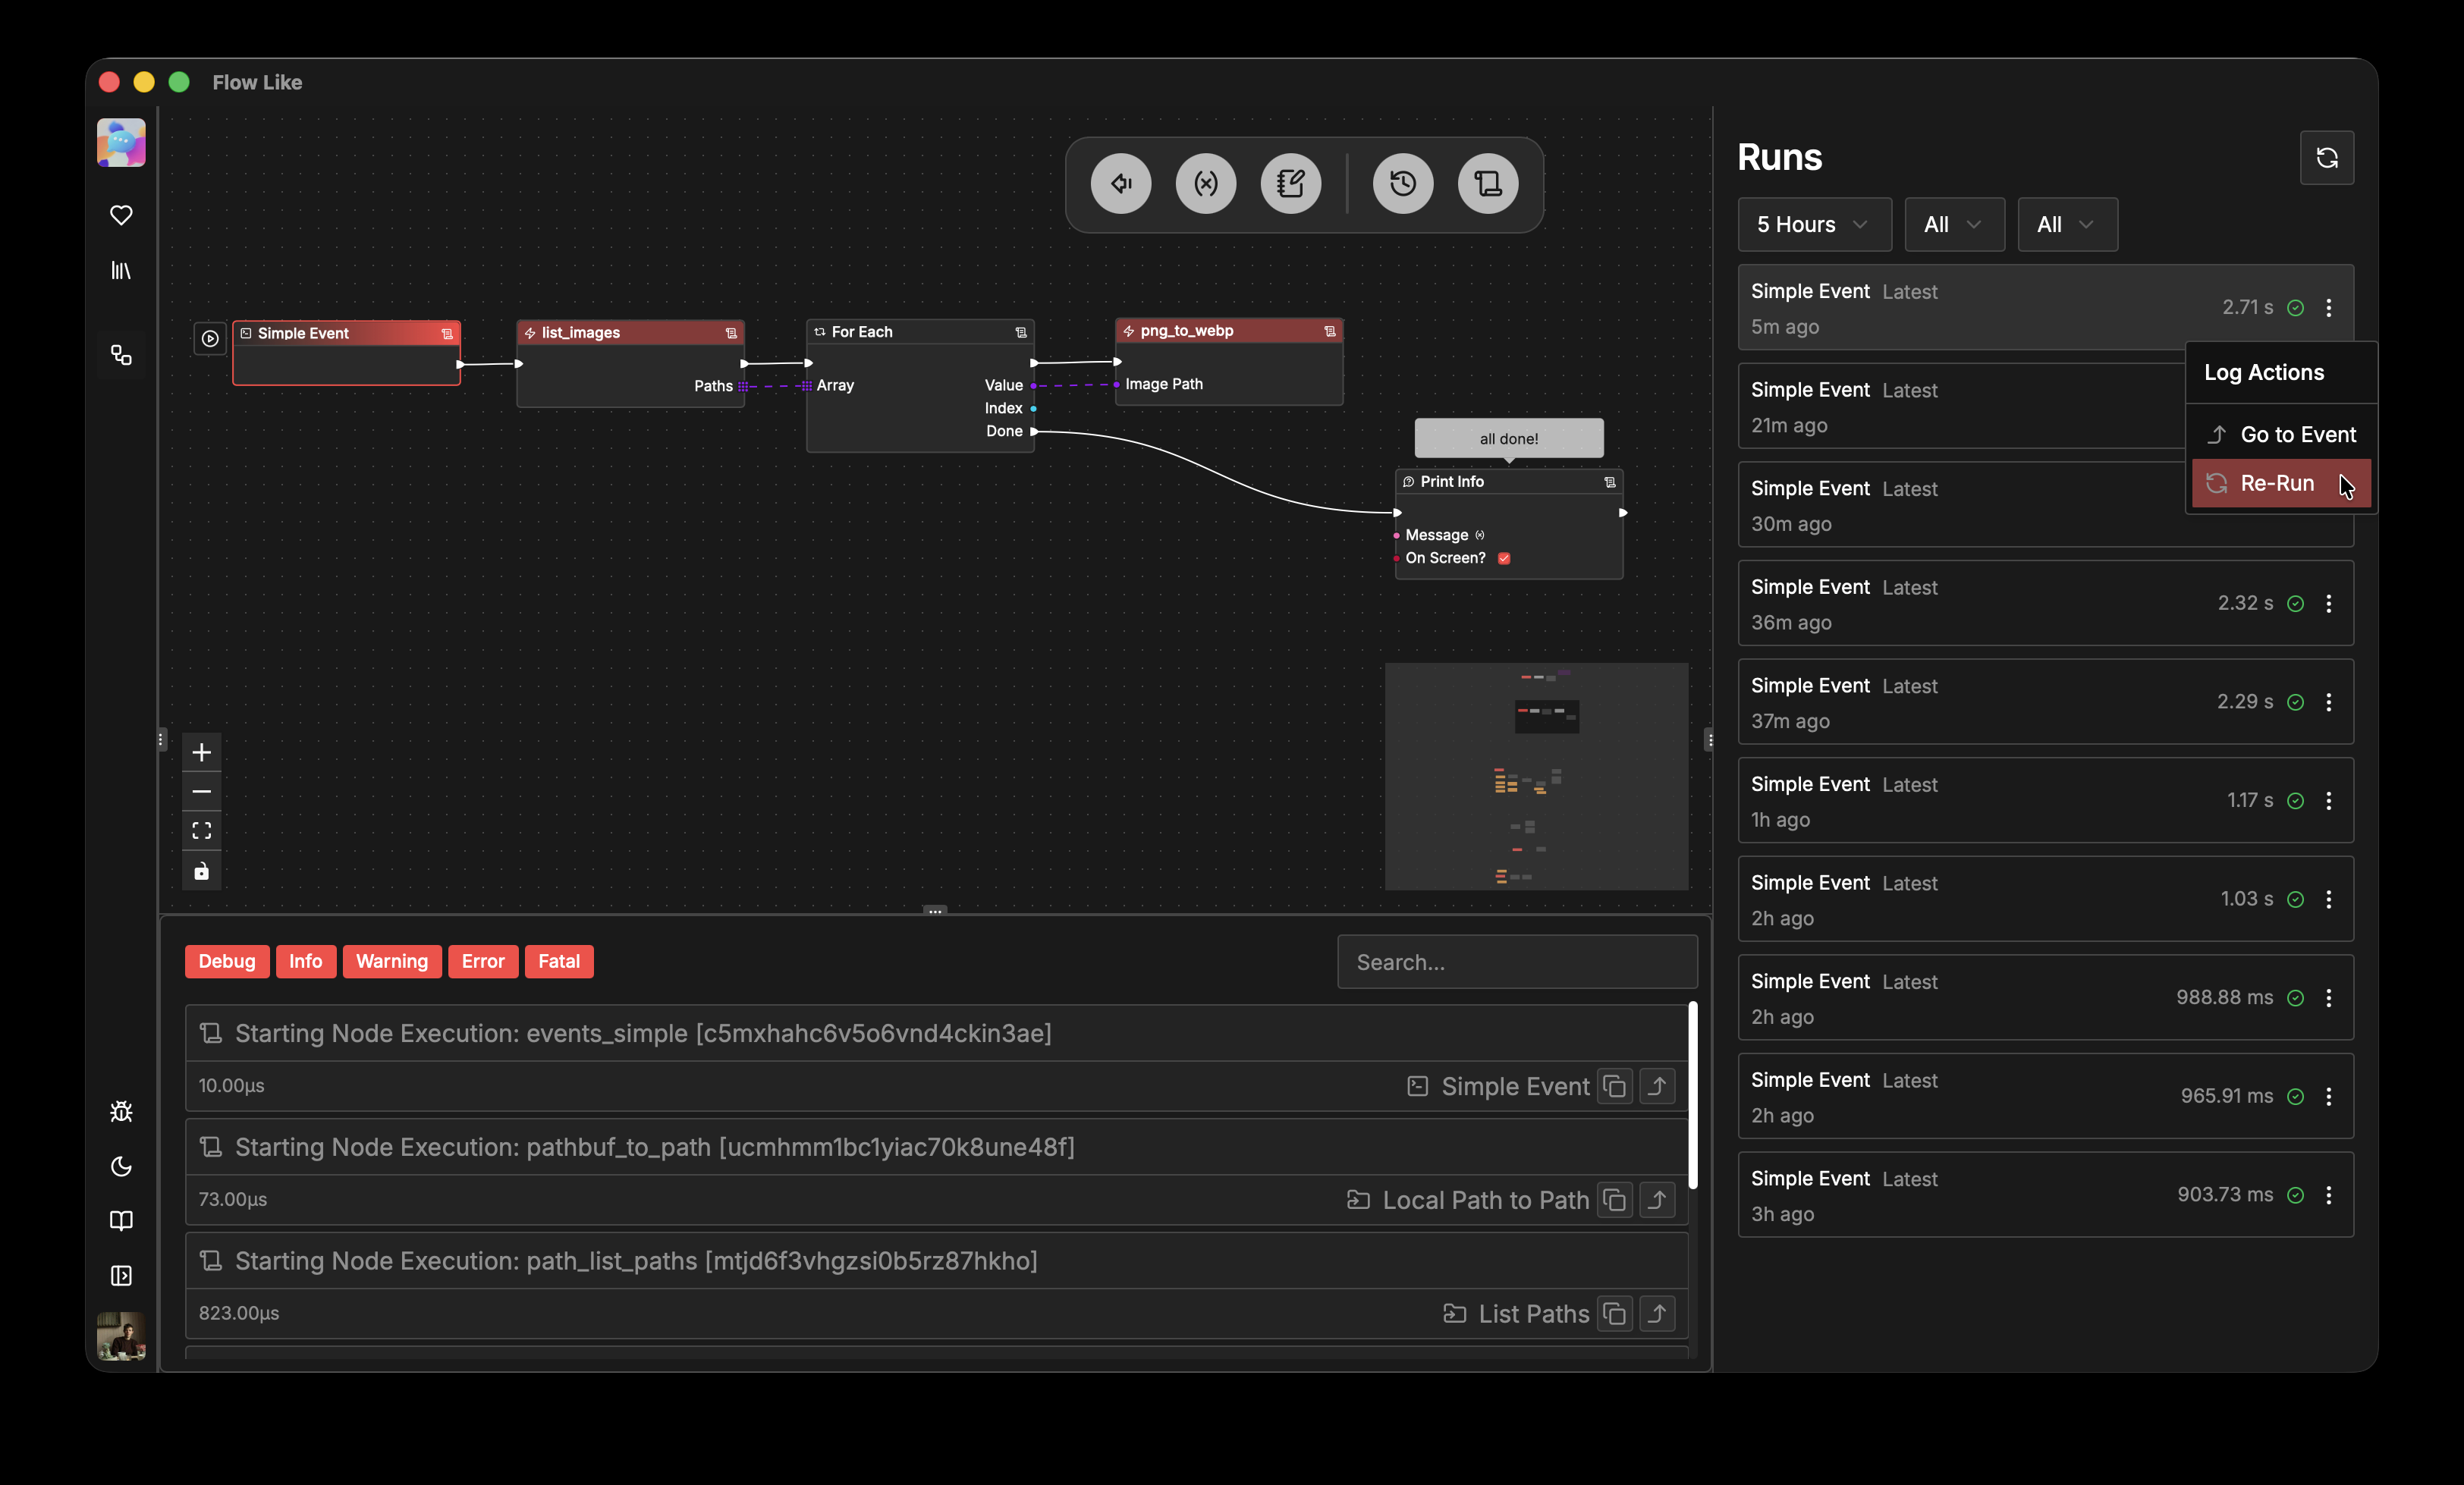 Flow Like
Simple Event
list_images
Paths
For Each
Array
Value
Index
Done
png_to_webp
Image Path
all done!
Print Info
Message
On Screen?
Debug Info Warning Error Fatal
Search...
Starting Node Execution: events_simple [c5mxhahc6v5o6vnd4ckin3ae]
10.00µs
Simple Event
Starting Node Execution: pathbuf_to_path [ucmhmm1bc1yiac70k8une48f]
73.00µs
Local Path to Path
Starting Node Execution: path_list_paths [mtjd6f3vhgzsi0b5rz87hkho]
823.00µs
List Paths
Runs
5 Hours All All
Simple Event Latest
2.71 s
5m ago
Log Actions
Go to Event
Re-Run
Simple Event Latest
21m ago
Simple Event Latest
30m ago
Simple Event Latest
2.32 s
36m ago
Simple Event Latest
2.29 s
37m ago
Simple Event Latest
1.17 s
1h ago
Simple Event Latest
1.03 s
2h ago
Simple Event Latest
988.88 ms
2h ago
Simple Event Latest
965.91 ms
2h ago
Simple Event Latest
903.73 ms
3h ago